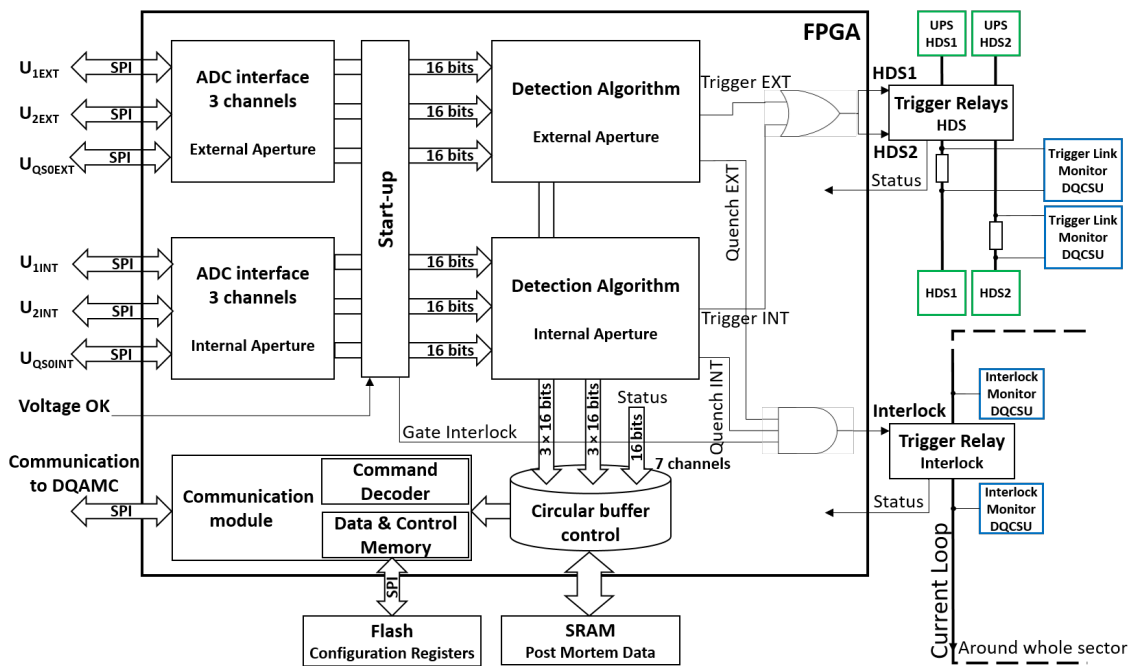 FPGA
UPS
HDS1
UPS
HDS2
U1EXT
SPI
U2EXT
SPI
UQS0EXT
SPI
ADC interface
3 channels
External Aperture
Start-up
16 bits
16 bits
16 bits
Detection Algorithm
External Aperture
Trigger EXT
Quench EXT
HDS1
HDS2
Trigger Relays
HDS
Status
Trigger Link
Monitor
DQCSU
Trigger Link
Monitor
DQCSU
HDS1
HDS2
U1INT
SPI
U2INT
SPI
UQS0INT
SPI
ADC interface
3 channels
Internal Aperture
16 bits
16 bits
16 bits
Detection Algorithm
Internal Aperture
Trigger INT
Quench INT
Voltage OK
Gate Interlock
3 × 16 bits
3 × 16 bits
Status
16 bits
7 channels
Interlock
Trigger Relay
Interlock
Status
Interlock
Monitor
DQCSU
Interlock
Monitor
DQCSU
Communication
to DQAMC
SPI
Communication
module
Command
Decoder
Data & Control
Memory
Circular buffer
control
SPI
Flash
Configuration Registers
SRAM
Post Mortem Data
Current Loop
Around whole sector